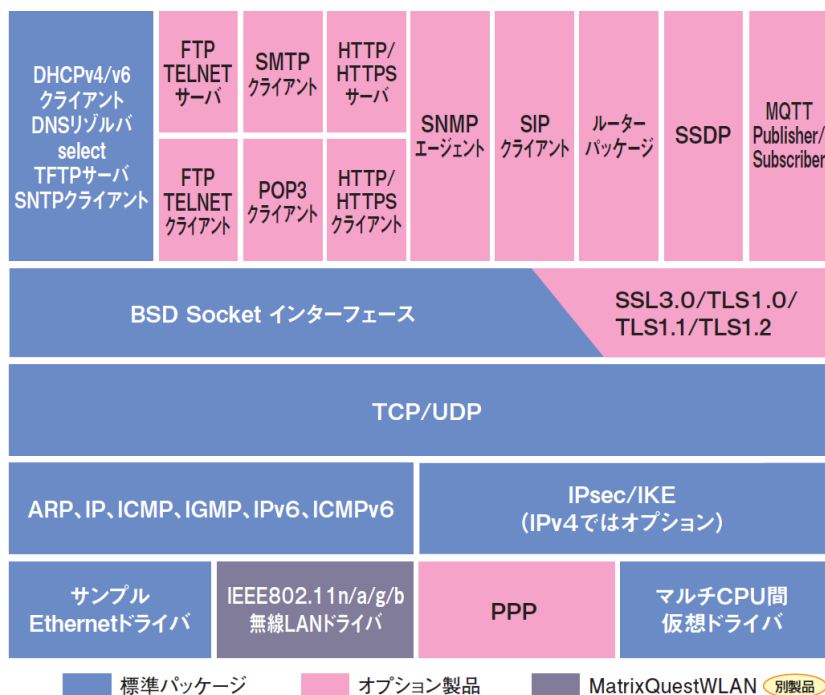 DHCPv4/v6
クライアント
DNSリゾルバ
select
TFTPサーバ
SNTPクライアント
FTP
TELNET
サーバ
SMTP
クライアント
HTTP/
HTTPS
サーバ
FTP
TELNET
クライアント
POP3
クライアント
HTTP/
HTTPS
クライアント
SNMP
エージェント
SIP
クライアント
ルーター
パッケージ
SSDP
MQTT
Publisher/
Subscriber
BSD Socket インターフェース
SSL3.0/TLS1.0/
TLS1.1/TLS1.2
TCP/UDP
ARP、IP、ICMP、IGMP、IPv6、ICMPv6
IPsec/IKE
(IPv4ではオプション)
サンプル
Ethernetドライバ
IEEE802.11n/a/g/b
無線LANドライバ
PPP
マルチCPU間
仮想ドライバ
標準パッケージ
オプション製品
MatrixQuestWLAN 別製品